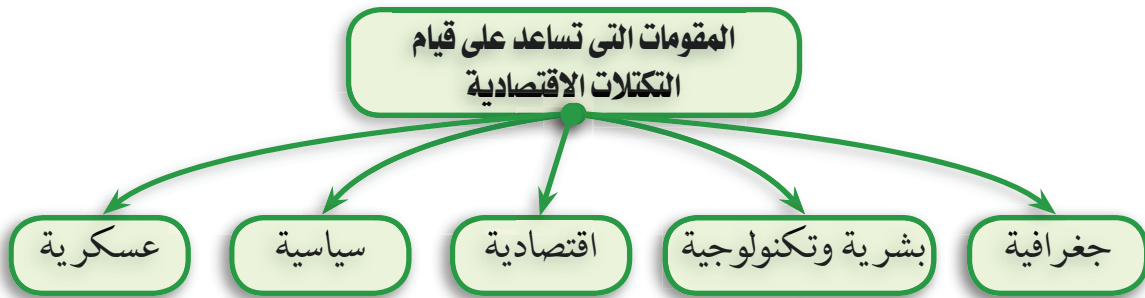 المقومات التى تساعد على قيام
التكتلات الاقتصادية
جغرافية
بشرية وتكنولوجية
اقتصادية
سياسية
عسكرية